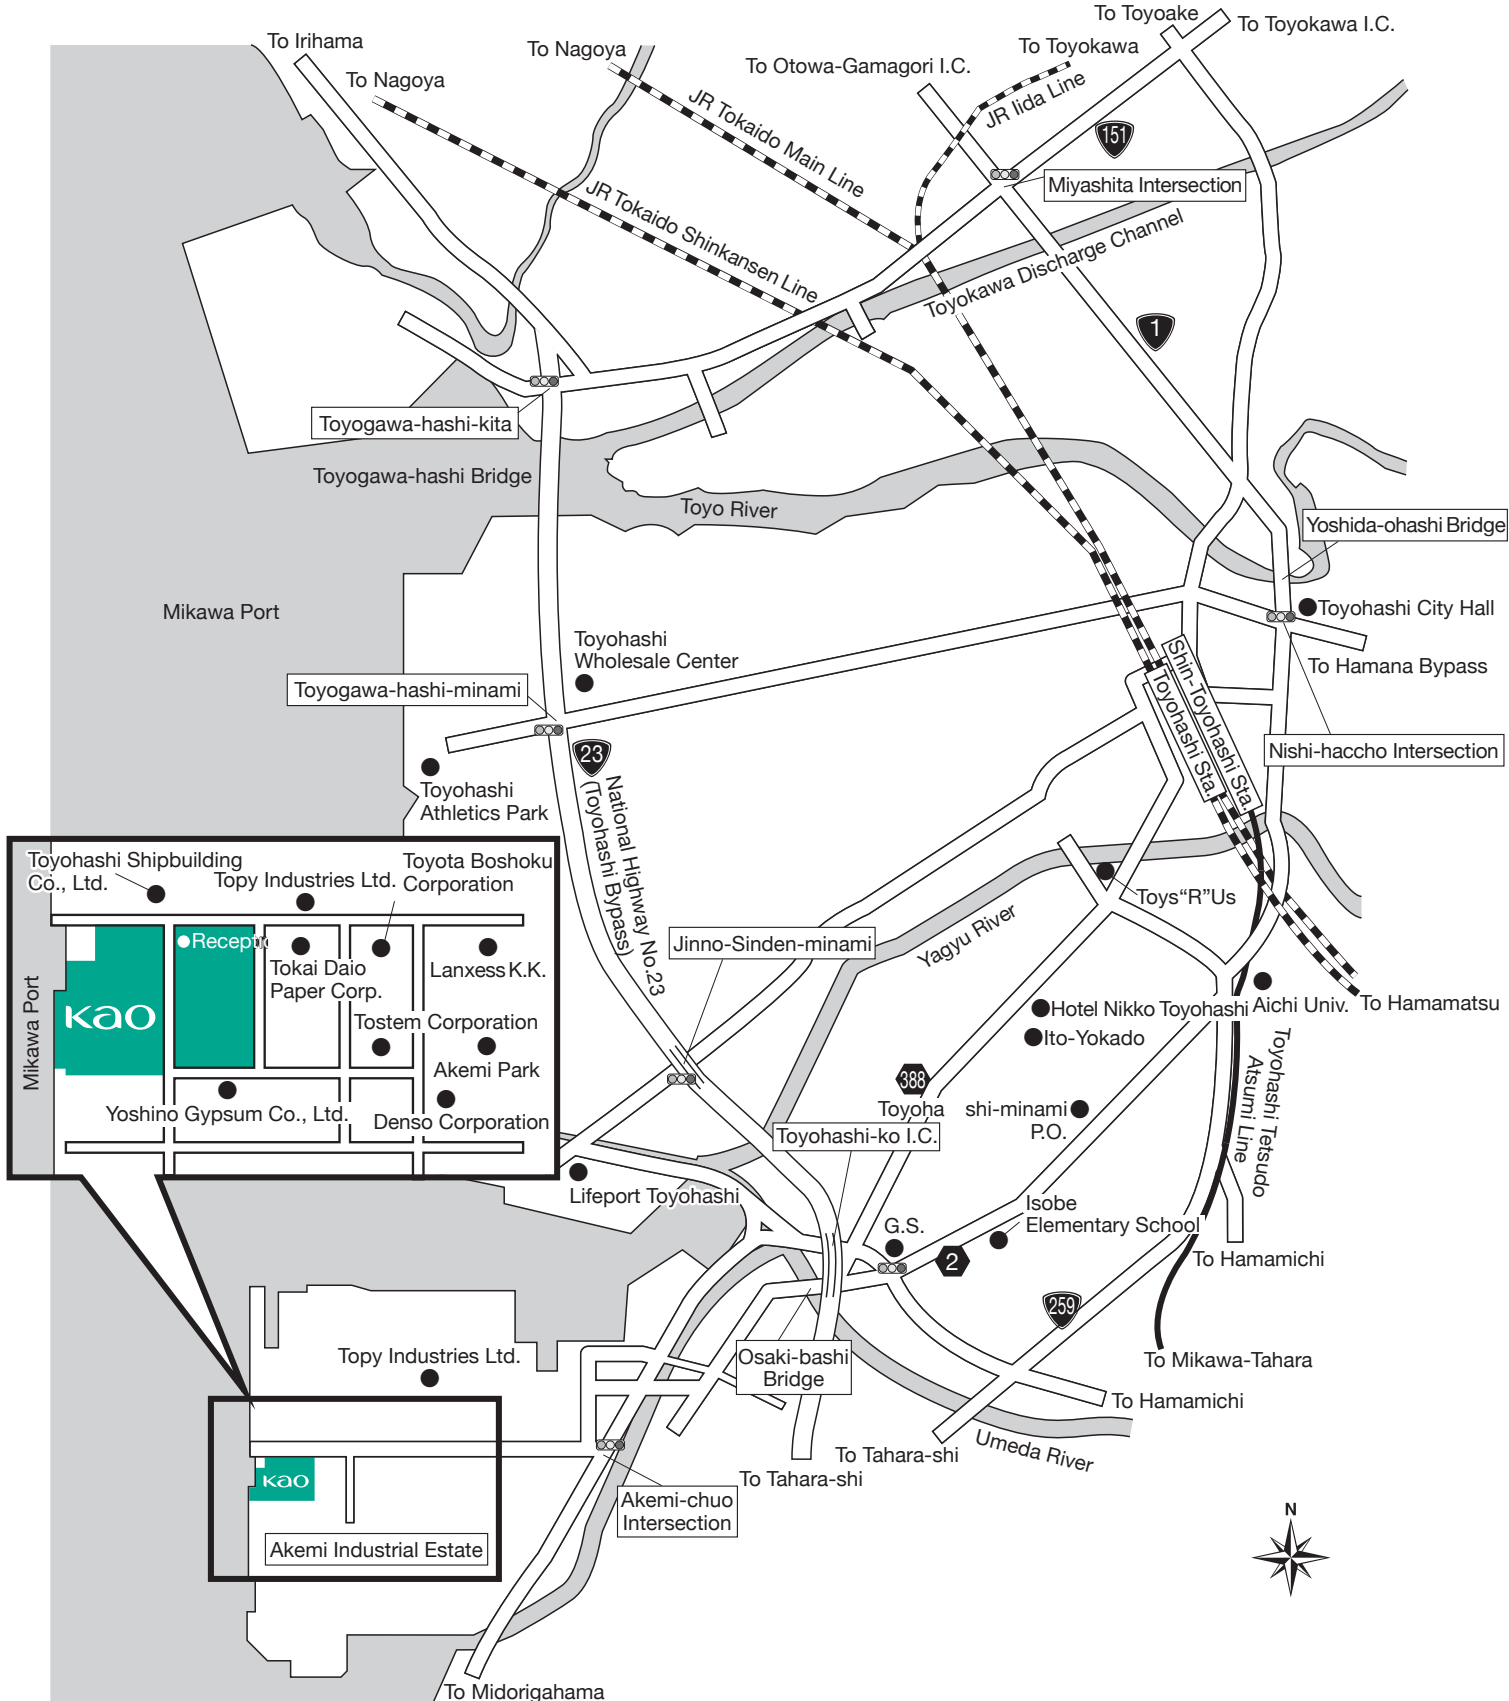 To Toyoake
To Toyokawa I.C.
To Irihama
To Nagoya
To Nagoya
To Toyokawa
To Otowa-Gamagori I.C.
JR Iida Line
JR Tokaido Main Line
151
Miyashita Intersection
JR Tokaido Shinkansen Line
Toyokawa Discharge Channel
1
Toyogawa-hashi-kita
Toyogawa-hashi Bridge
Toyo River
Yoshida-ohashi Bridge
Mikawa Port
Toyohashi City Hall
Toyohashi
Wholesale Center
To Hamana Bypass
Toyogawa-hashi-minami
Shin-Toyohashi Sta.
Toyohashi Sta.
23
National Highway No.23
(Toyohashi Bypass)
Nishi-haccho Intersection
Toyohashi
Athletics Park
Toyohashi Shipbuilding
Co., Ltd.
Topy Industries Ltd.
Toyota Boshoku
Corporation
Toys“R”Us
Yagyu River
Jinno-Sinden-minami
Lanxess K.K.
Tokai Daio
Paper Corp.
Mikawa Port
Kao
Tostem Corporation
Akemi Park
Yoshino Gypsum Co., Ltd.
Denso Corporation
Hotel Nikko Toyohashi
Aichi Univ.
To Hamamatsu
Ito-Yokado
Toyohashi Tetsudo
Atsumi Line
388
Toyoha shi-minami
P.O.
Toyohashi-ko I.C.
Lifeport Toyohashi
Isobe
Elementary School
G.S.
2
To Hamamichi
259
Osaki-bashi
Bridge
To Mikawa-Tahara
To Hamamichi
Topy Industries Ltd.
Umeda River
To Tahara-shi
To Tahara-shi
Kao
Akemi-chuo
Intersection
Akemi Industrial Estate
N
To Midorigahama